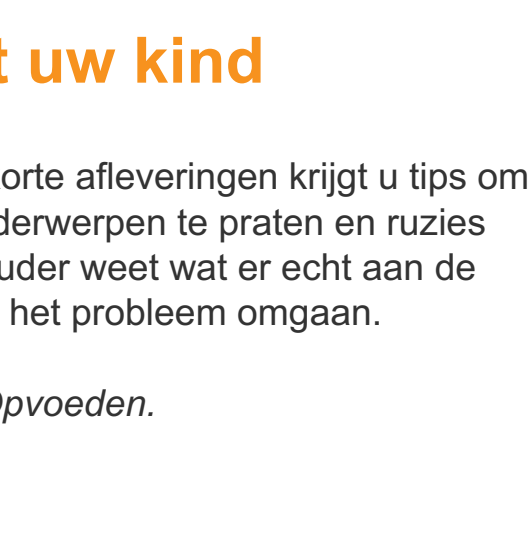 t uw kind
orte afleveringen krijgt u tips om
derwerpen te praten en ruzies
uder weet wat er echt aan de
het probleem omgaan.
Opvoeden.